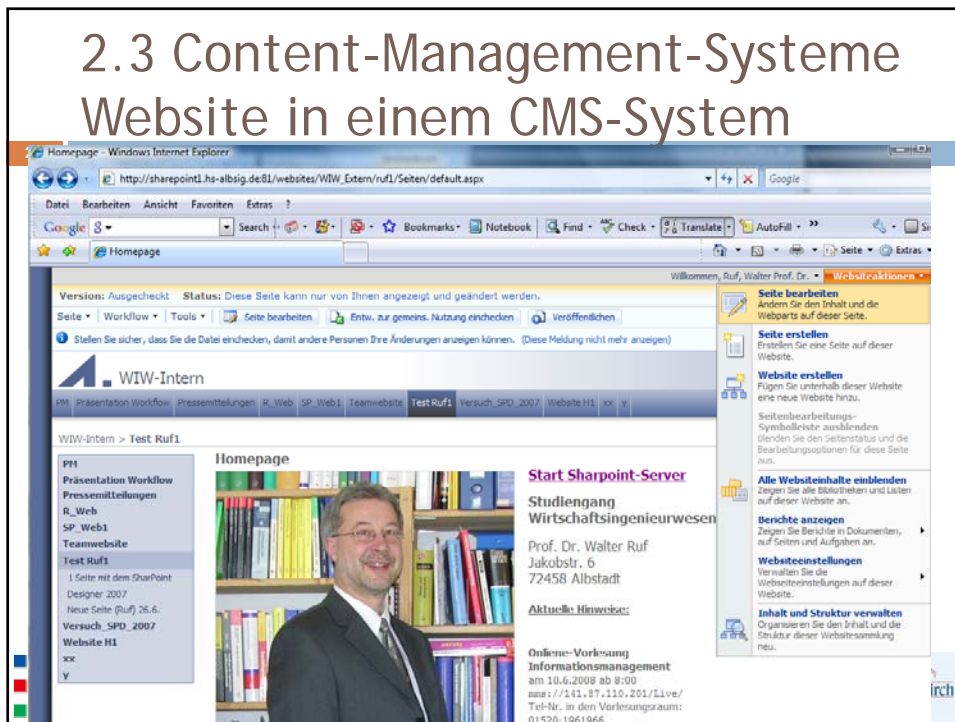 2.3 Content-Management-Systeme
Website in einem CMS-System
Homepage - Windows Internet Explorer
http://sharepoint1.hs-albsig.de:81/websites/WIW_Extern/ruf1/Seiten/default.aspx
Google
Datei Bearbeiten Ansicht Favoriten Extras ?
Google Search Bookmarks Notebook Find Check Translate AutoFill
Homepage
Seite Extras
Willkommen, Ruf, Walter Prof. Dr. Websiteaktionen
Version: Ausgecheckt Status: Diese Seite kann nur von Ihnen angezeigt und geändert werden.
Seite Workflow Tools Seite bearbeiten Entw. zur gemeins. Nutzung einchecken Veröffentlichen
Stellen Sie sicher, dass Sie die Datei einchecken, damit andere Personen Ihre Änderungen anzeigen können. (Diese Meldung nicht mehr anzeigen)
WIW-Intern
PM Präsentation Workflow Pressemitteilungen R_Web SP_Web1 Teamwebsite Test Ruf1 Versuch_SPD_2007 Website H1 xx y
WIW-Intern > Test Ruf1
PM
Präsentation Workflow
Pressemitteilungen
R_Web
SP_Web1
Teamwebsite
Test Ruf1
1 Seite mit dem SharePoint
Designer 2007
Neue Seite (Ruf) 26.6.
Versuch_SPD_2007
Website H1
xx
y
Homepage
Start Sharpoint-Server
Studiengang
Wirtschaftsingenieurwesen
Prof. Dr. Walter Ruf
Jakobstr. 6
72458 Albstadt
Aktuelle Hinweise:
Onliene-Vorlesung
Informationsmanagement
am 10.6.2008 ab 8:00
mms://141.87.110.201/Live/
Tel-Nr. in den Vorlesungsraum:
01520-1961966
Seite bearbeiten
Ändern Sie den Inhalt und die
Webparts auf dieser Seite.
Seite erstellen
Erstellen Sie eine Seite auf dieser
Website.
Website erstellen
Fügen Sie unterhalb dieser Website
eine neue Website hinzu.
Seitenbearbeitungs-
Symbolleiste ausblenden
Blenden Sie den Seitenstatus und die
Bearbeitungsoptionen für diese Seite
aus.
Alle Websiteinhalte einblenden
Zeigen Sie alle Bibliotheken und Listen
auf dieser Website an.
Berichte anzeigen
Zeigen Sie Berichte in Dokumenten,
auf Seiten und Aufgaben an.
Websiteeinstellungen
Verwalten Sie die
Webseiteeinstellungen auf dieser
Website.
Inhalt und Struktur verwalten
Organisieren Sie den Inhalt und die
Struktur dieser Websitesammlung
neu.